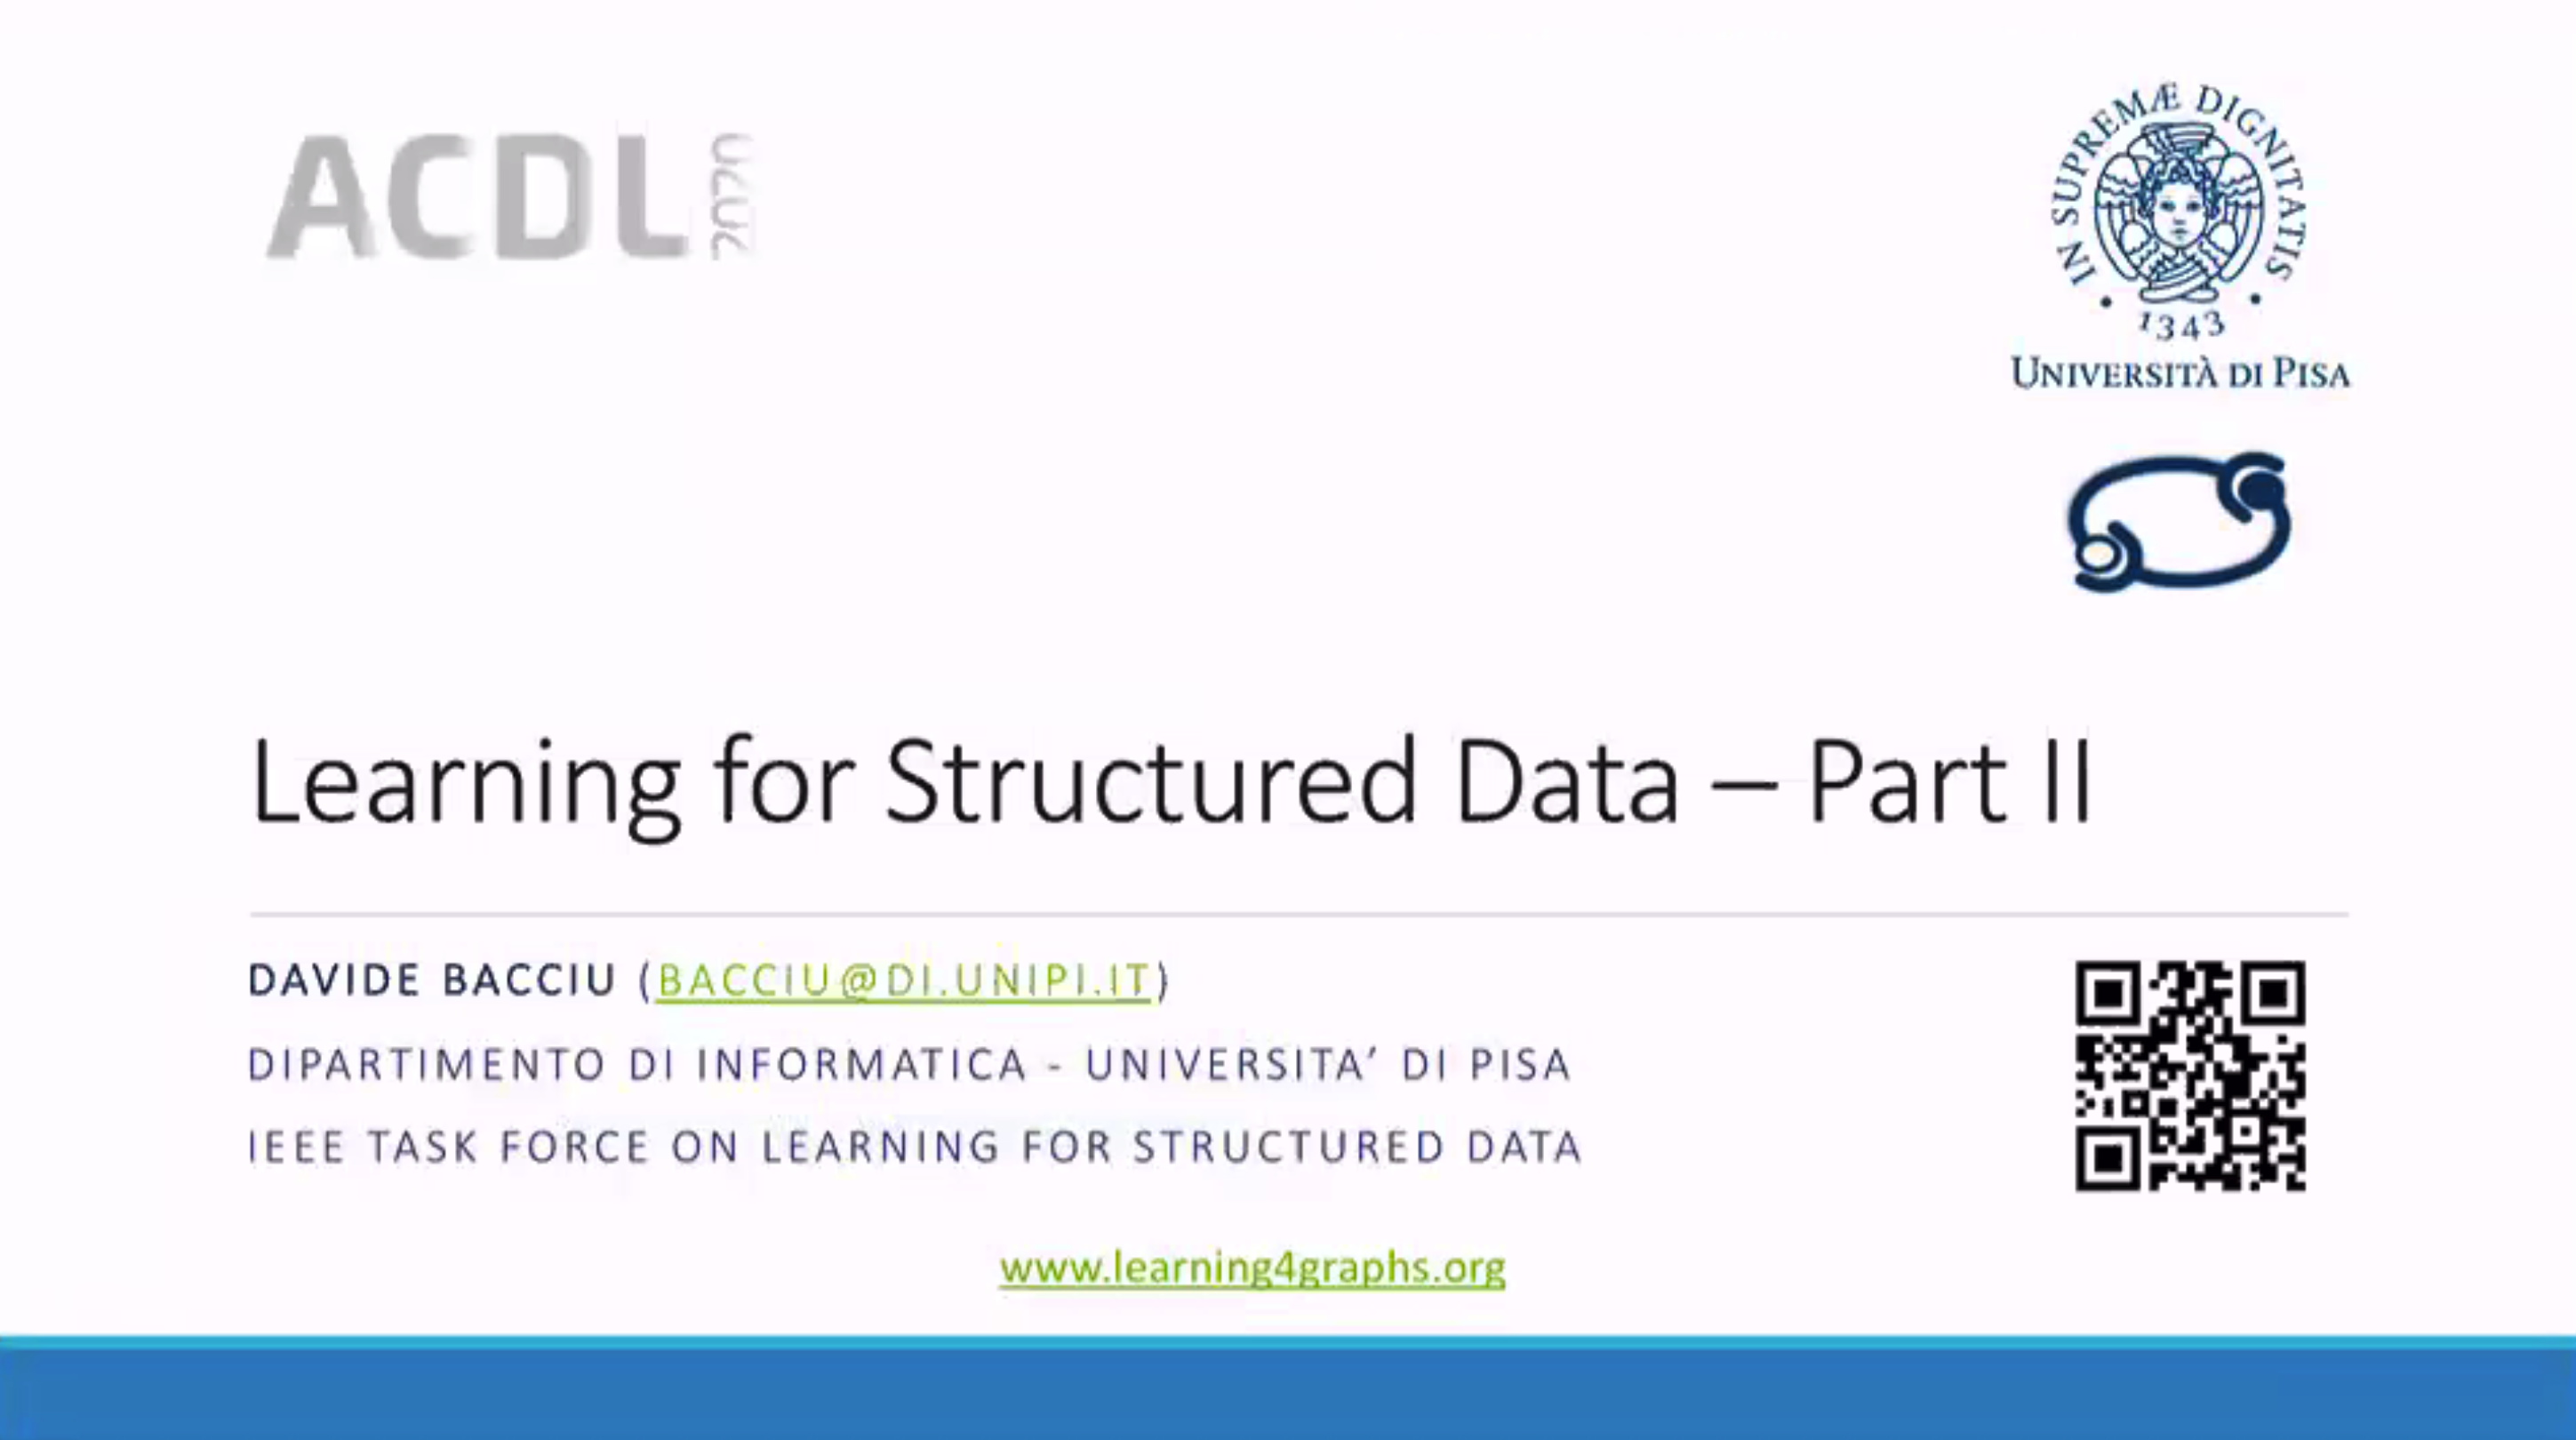 ACDL 2020
IN SUPREMÆ DIGNITATIS
1343
UNIVERSITÀ DI PISA
Learning for Structured Data – Part II
DAVIDE BACCIU (BACCIU@DI.UNIPI.IT)
DIPARTIMENTO DI INFORMATICA - UNIVERSITA’ DI PISA
IEEE TASK FORCE ON LEARNING FOR STRUCTURED DATA
www.learning4graphs.org